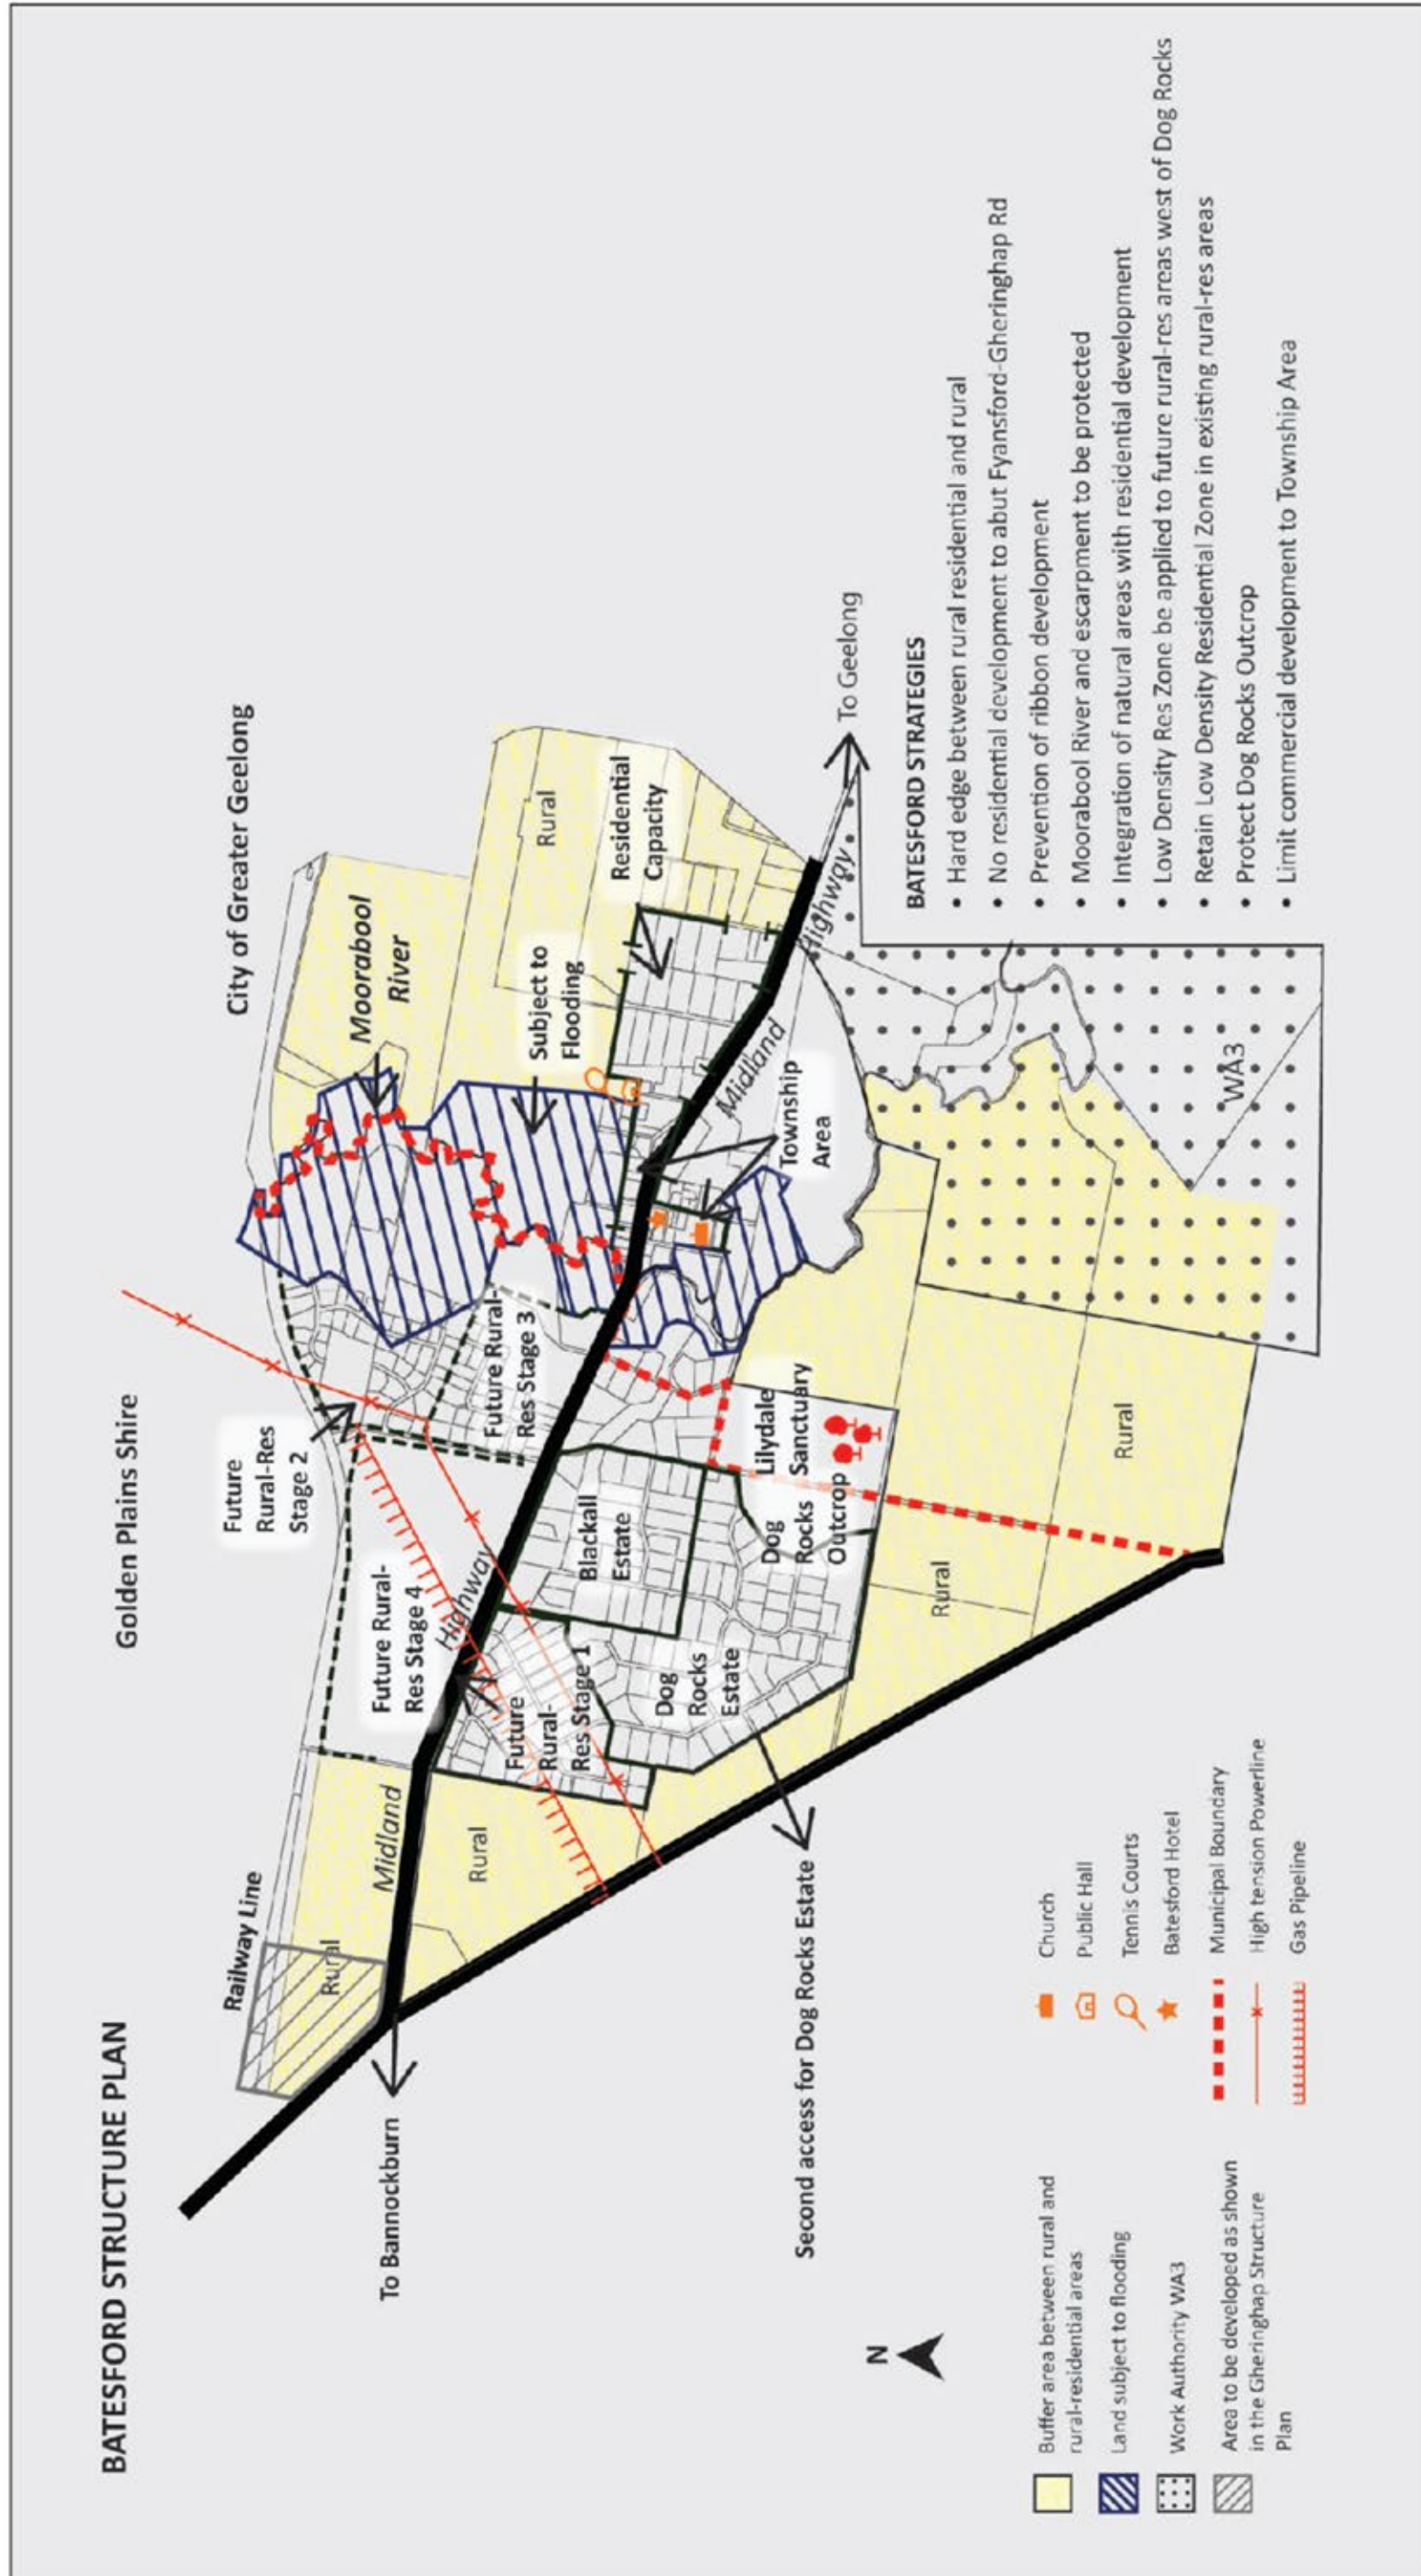 BATESFORD STRUCTURE PLAN
Golden Plains Shire
City of Greater Geelong
Railway Line
Future
Rural-Res
Stage 2
Moorabool
River
To Bannockburn
Rural
Midland
Future Rural-
Res Stage 4
Highway
Future Rural-
Res Stage 3
Subject to
Flooding
Rural
Residential
Capacity
Rural
Future
Rural-
Res Stage 1
Blackall
Estate
Midland
Highway
To Geelong
Township
Area
Dog
Rocks
Estate
Dog
Rocks
Outcrop
Lilydale
Sanctuary
Second access for Dog Rocks Estate
Rural
Rural
WA3
BATESFORD STRATEGIES
• Hard edge between rural residential and rural
• No residential development to abut Fyansford-Gheringhap Rd
• Prevention of ribbon development
• Moorabool River and escarpment to be protected
• Integration of natural areas with residential development
• Low Density Res Zone be applied to future rural-res areas west of Dog Rocks
• Retain Low Density Residential Zone in existing rural-res areas
• Protect Dog Rocks Outcrop
• Limit commercial development to Township Area
N
Buffer area between rural and
rural-residential areas
Land subject to flooding
Work Authority WA3
Area to be developed as shown
in the Gheringhap Structure
Plan
Church
Public Hall
Tennis Courts
Batesford Hotel
Municipal Boundary
High tension Powerline
Gas Pipeline